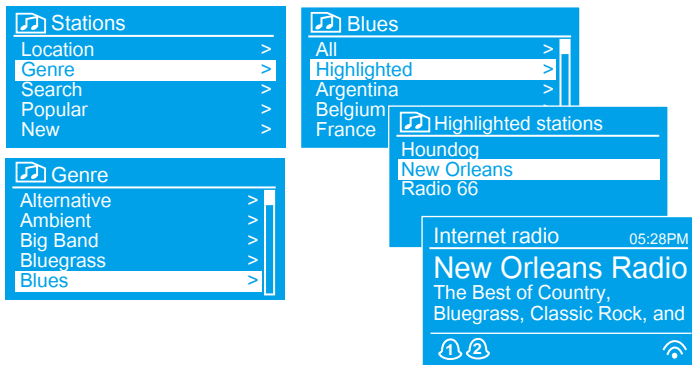 Stations
Location >
Genre >
Search >
Popular >
New >
Genre
Alternative >
Ambient >
Big Band >
Bluegrass >
Blues >
Blues
All >
Highlighted >
Argentina >
Belgium
France
Highlighted stations
Houndog
New Orleans
Radio 66
Internet radio 05:28PM
New Orleans Radio
The Best of Country,
Bluegrass, Classic Rock, and
1 2